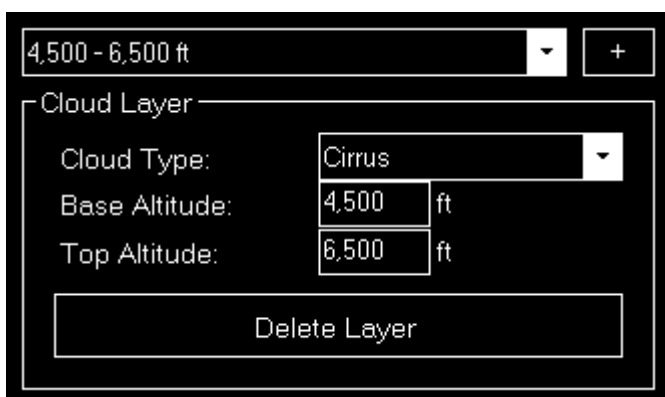 4,500 - 6,500 ft +
Cloud Layer
Cloud Type: Cirrus
Base Altitude: 4,500 ft
Top Altitude: 6,500 ft
Delete Layer